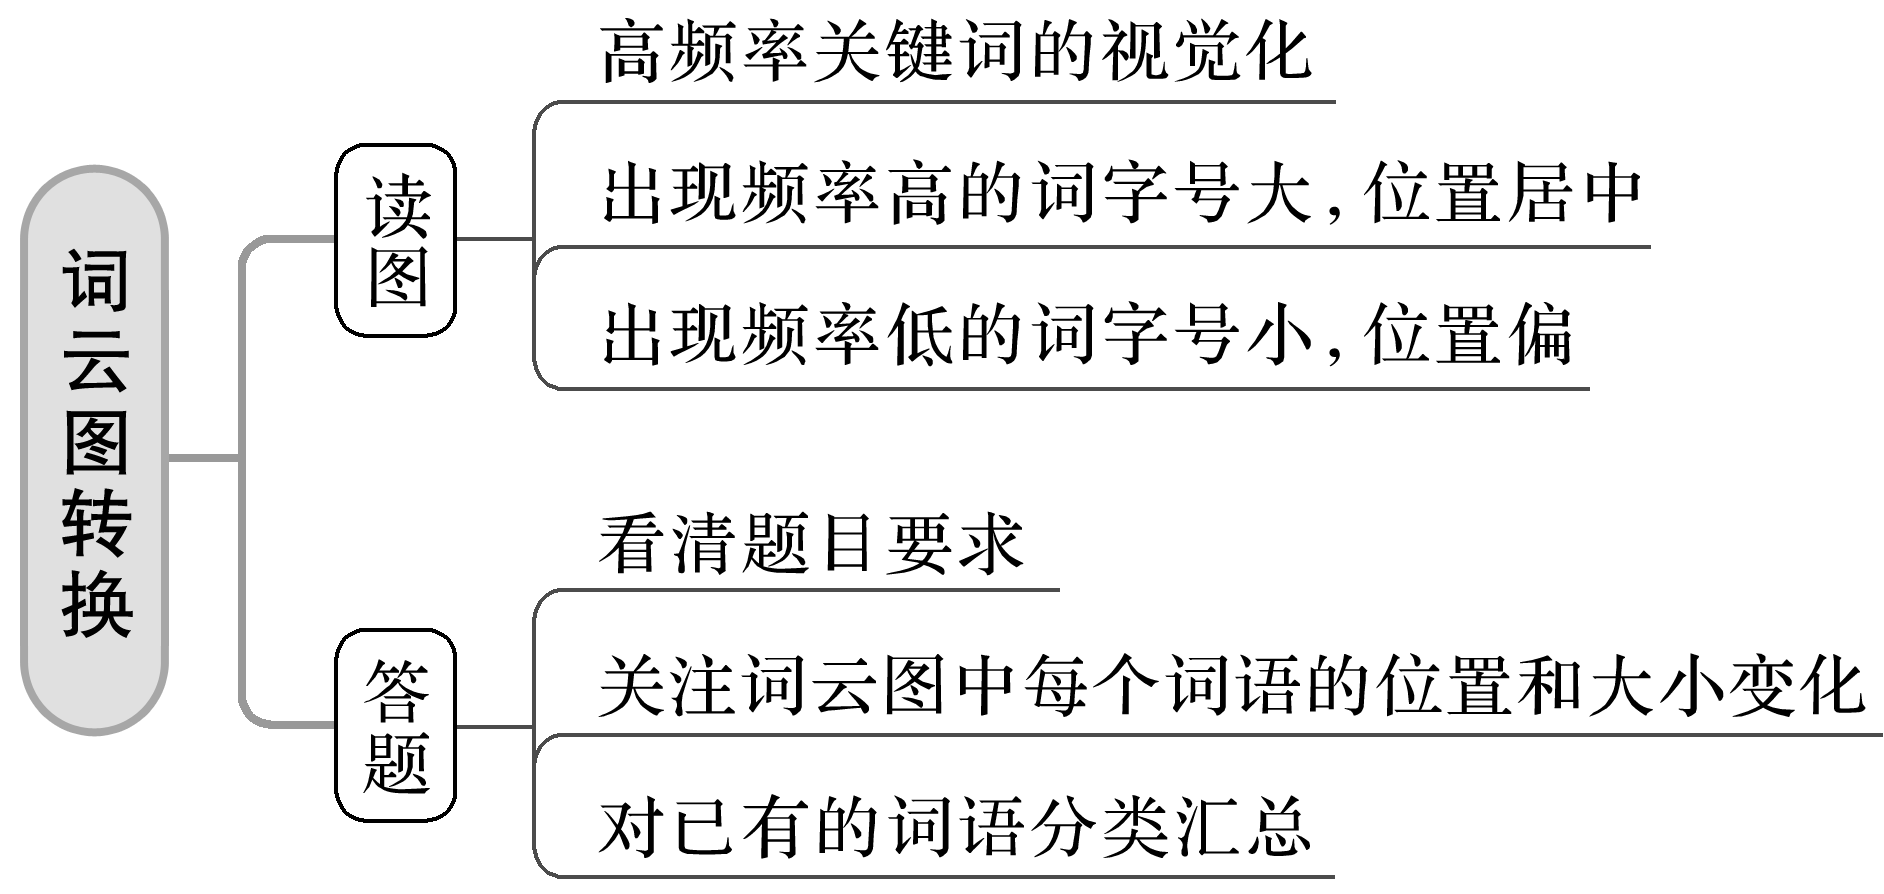 词云图转换
读图
高频率关键词的视觉化
出现频率高的词字号大,位置居中
出现频率低的词字号小,位置偏
答题
看清题目要求
关注词云图中每个词语的位置和大小变化
对已有的词语分类汇总